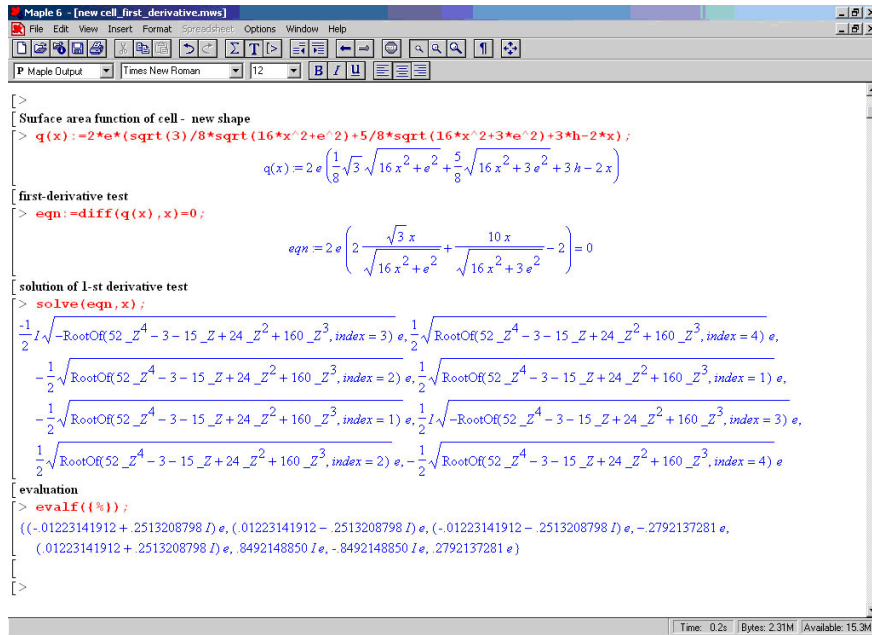 Maple 6 - [new cell_first_derivative.mws]
File Edit View Insert Format Spreadsheet Options Window Help
P Maple Output Times New Roman 12 B I U
[>
Surface area function of cell - new shape
> q(x):=2*e*(sqrt(3)/8*sqrt(16*x^2+e^2)+5/8*sqrt(16*x^2+3*e^2)+3*h-2*x);
q(x) := 2 e (1/8 √3 √(16 x^2 + e^2) + 5/8 √(16 x^2 + 3 e^2) + 3 h - 2 x)
first-derivative test
> eqn:=diff(q(x),x)=0;
eqn := 2 e (2 √3 x / √(16 x^2 + e^2) + 10 x / √(16 x^2 + 3 e^2) - 2) = 0
solution of 1-st derivative test
> solve(eqn,x);
-1/2 I √(-RootOf(52 _Z^4 - 3 - 15 _Z + 24 _Z^2 + 160 _Z^3, index = 3)) e, 1/2 √(RootOf(52 _Z^4 - 3 - 15 _Z + 24 _Z^2 + 160 _Z^3, index = 4)) e,
-1/2 √(RootOf(52 _Z^4 - 3 - 15 _Z + 24 _Z^2 + 160 _Z^3, index = 2)) e, 1/2 √(RootOf(52 _Z^4 - 3 - 15 _Z + 24 _Z^2 + 160 _Z^3, index = 1)) e,
-1/2 √(RootOf(52 _Z^4 - 3 - 15 _Z + 24 _Z^2 + 160 _Z^3, index = 1)) e, 1/2 I √(-RootOf(52 _Z^4 - 3 - 15 _Z + 24 _Z^2 + 160 _Z^3, index = 3)) e,
1/2 √(RootOf(52 _Z^4 - 3 - 15 _Z + 24 _Z^2 + 160 _Z^3, index = 2)) e, -1/2 √(RootOf(52 _Z^4 - 3 - 15 _Z + 24 _Z^2 + 160 _Z^3, index = 4)) e
evaluation
> evalf({%});
{(-.01223141912 + .2513208798 I) e, (.01223141912 - .2513208798 I) e, (-.01223141912 - .2513208798 I) e, -.2792137281 e,
(.01223141912 + .2513208798 I) e, .8492148850 I e, -.8492148850 I e, .2792137281 e}
[>
Time: 0.2s Bytes: 2.31M Available: 15.3M